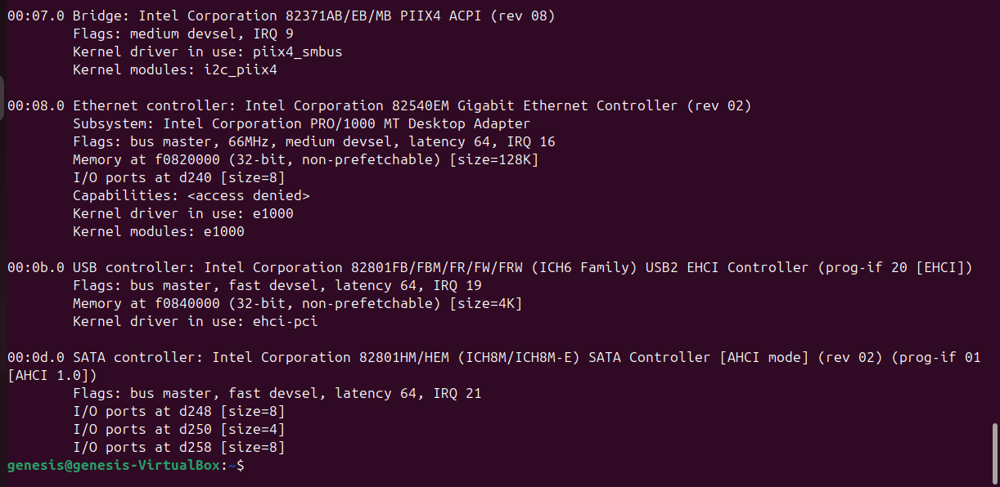 00:07.0 Bridge: Intel Corporation 82371AB/EB/MB PIIX4 ACPI (rev 08)
        Flags: medium devsel, IRQ 9
        Kernel driver in use: piix4_smbus
        Kernel modules: i2c_piix4

00:08.0 Ethernet controller: Intel Corporation 82540EM Gigabit Ethernet Controller (rev 02)
        Subsystem: Intel Corporation PRO/1000 MT Desktop Adapter
        Flags: bus master, 66MHz, medium devsel, latency 64, IRQ 16
        Memory at f0820000 (32-bit, non-prefetchable) [size=128K]
        I/O ports at d240 [size=8]
        Capabilities: <access denied>
        Kernel driver in use: e1000
        Kernel modules: e1000

00:0b.0 USB controller: Intel Corporation 82801FB/FBM/FR/FW/FRW (ICH6 Family) USB2 EHCI Controller (prog-if 20 [EHCI])
        Flags: bus master, fast devsel, latency 64, IRQ 19
        Memory at f0840000 (32-bit, non-prefetchable) [size=4K]
        Kernel driver in use: ehci-pci

00:0d.0 SATA controller: Intel Corporation 82801HM/HEM (ICH8M/ICH8M-E) SATA Controller [AHCI mode] (rev 02) (prog-if 01
[AHCI 1.0])
        Flags: bus master, fast devsel, latency 64, IRQ 21
        I/O ports at d248 [size=8]
        I/O ports at d250 [size=4]
        I/O ports at d258 [size=8]
genesis@genesis-VirtualBox:~$